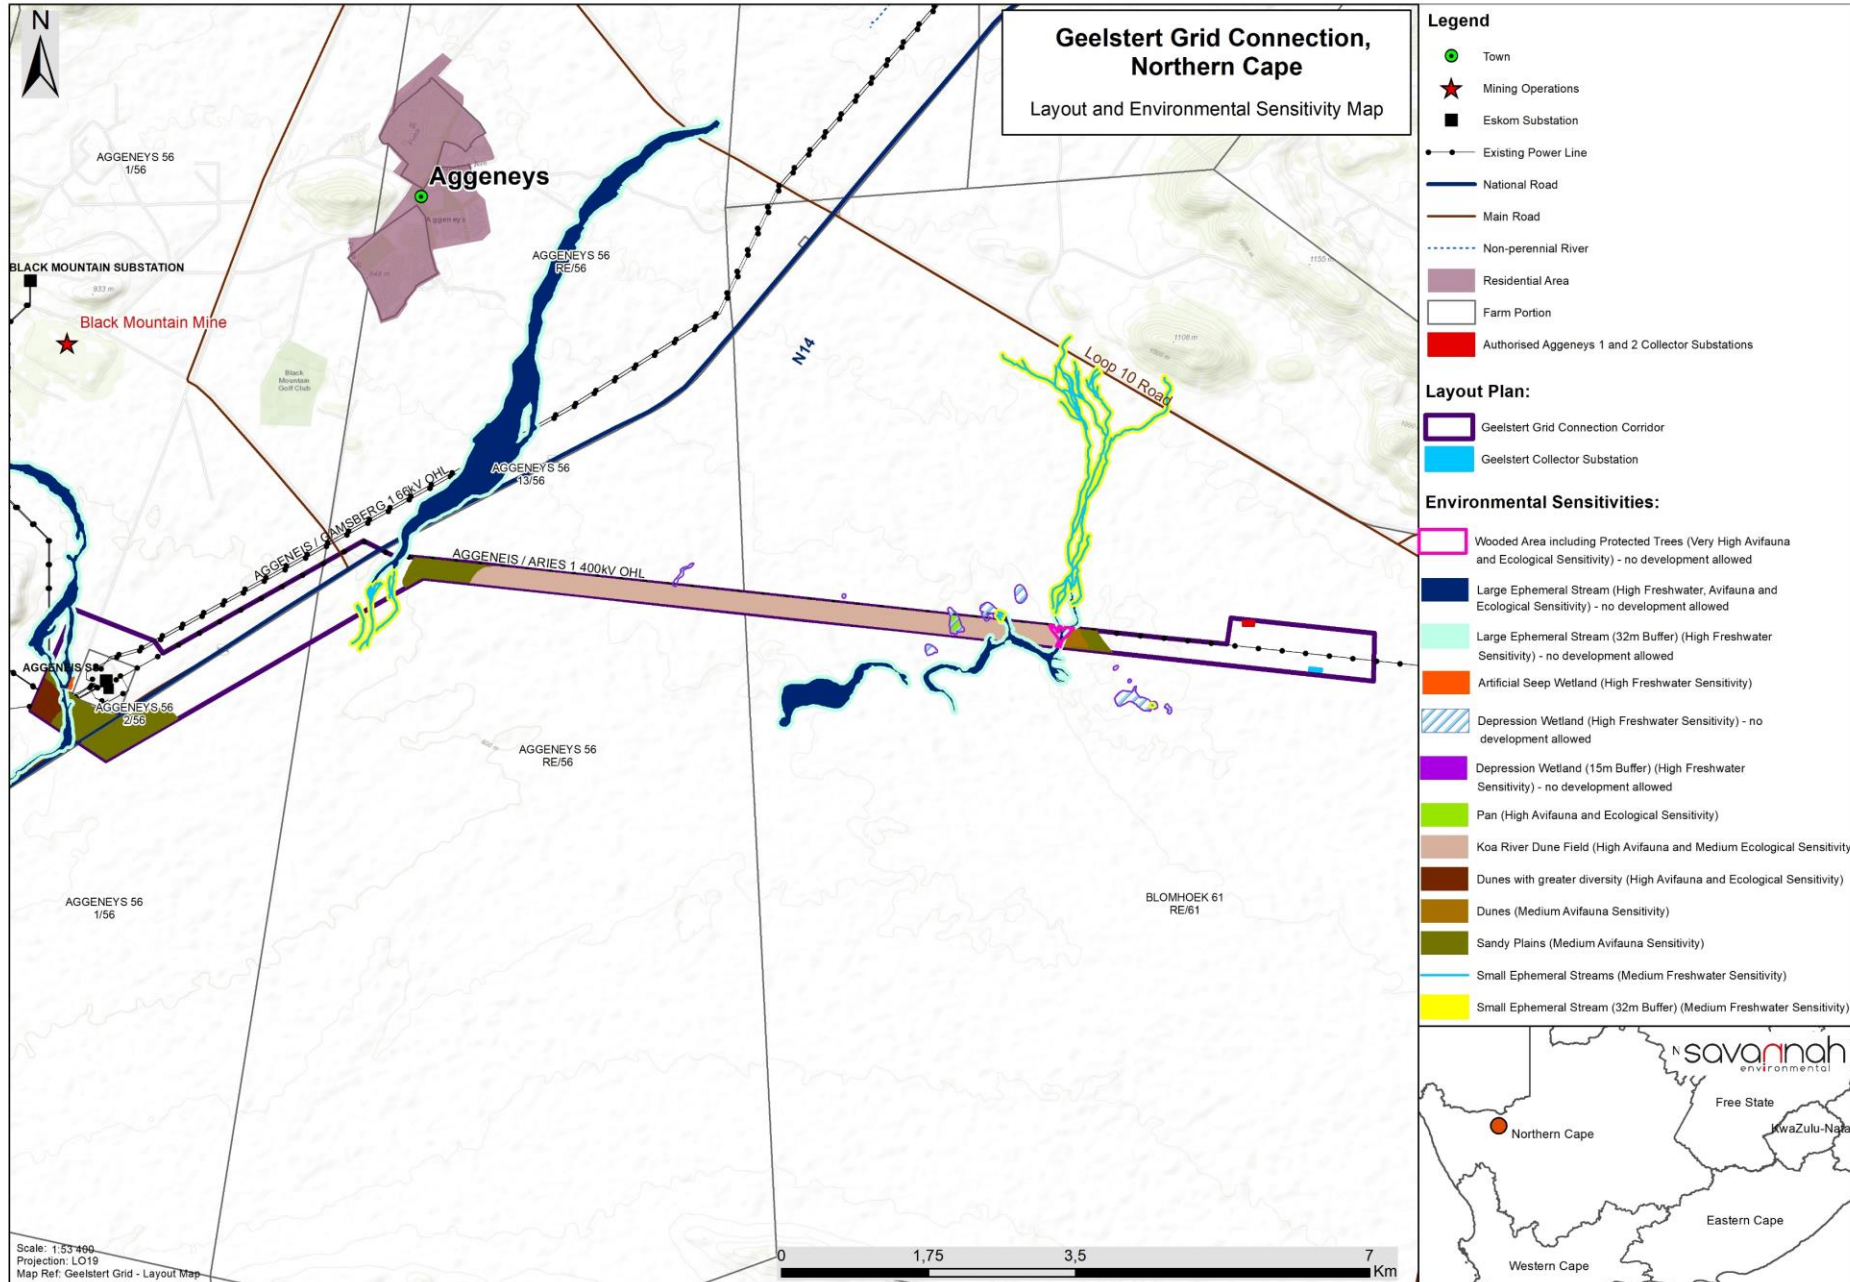 N
Geelstert Grid Connection,
Northern Cape
Layout and Environmental Sensitivity Map
AGGENEYS 56
1/56
Aggeneys
Aggeneys
AGGENEYS 56
RE/56
BLACK MOUNTAIN SUBSTATION
933 m
Black Mountain Mine
Black
Mountain
Golf Club
N14
Loop 10 Road
1155 m
1108 m
AGGENEYS 56
13/56
AGGENEIS / GAMSBERG 1 66kV OHL
AGGENEIS / ARIES 1 400kV OHL
AGGENEIS SS
AGGENEYS 56
2/56
AGGENEYS 56
RE/56
AGGENEYS 56
1/56
BLOMHOEK 61
RE/61
Scale: 1:53 400
Projection: LO19
Map Ref: Geelstert Grid - Layout Map
0 1,75 3,5 7
Km
Legend
Town
Mining Operations
Eskom Substation
Existing Power Line
National Road
Main Road
Non-perennial River
Residential Area
Farm Portion
Authorised Aggeneys 1 and 2 Collector Substations
Layout Plan:
Geelstert Grid Connection Corridor
Geelstert Collector Substation
Environmental Sensitivities:
Wooded Area including Protected Trees (Very High Avifauna
and Ecological Sensitivity) - no development allowed
Large Ephemeral Stream (High Freshwater, Avifauna and
Ecological Sensitivity) - no development allowed
Large Ephemeral Stream (32m Buffer) (High Freshwater
Sensitivity) - no development allowed
Artificial Seep Wetland (High Freshwater Sensitivity)
Depression Wetland (High Freshwater Sensitivity) - no
development allowed
Depression Wetland (15m Buffer) (High Freshwater
Sensitivity) - no development allowed
Pan (High Avifauna and Ecological Sensitivity)
Koa River Dune Field (High Avifauna and Medium Ecological Sensitivity
Dunes with greater diversity (High Avifauna and Ecological Sensitivity)
Dunes (Medium Avifauna Sensitivity)
Sandy Plains (Medium Avifauna Sensitivity)
Small Ephemeral Streams (Medium Freshwater Sensitivity)
Small Ephemeral Stream (32m Buffer) (Medium Freshwater Sensitivity)
N
savannah
environmental
Free State
KwaZulu-Nata
Northern Cape
Eastern Cape
Western Cape